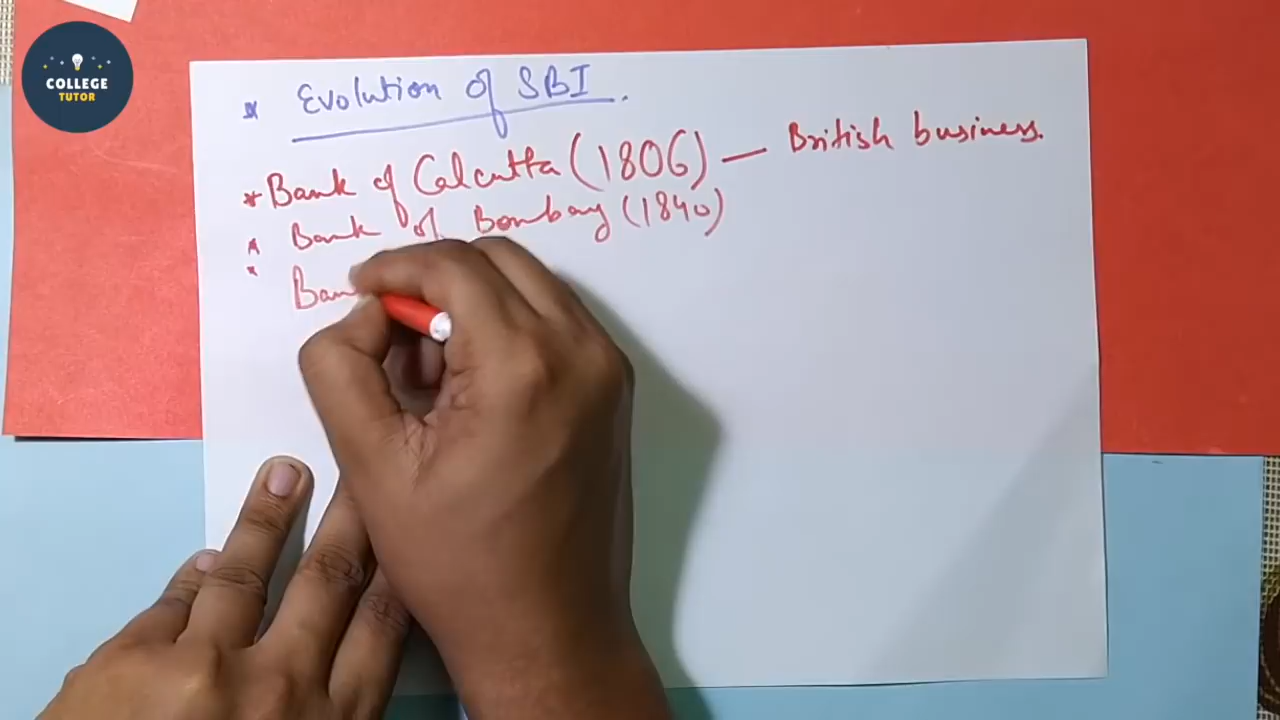 COLLEGE
TUTOR
* Evolution of SBI.
* Bank of Calcutta (1806) — British business.
* Bank of Bombay (1840)
* Ban